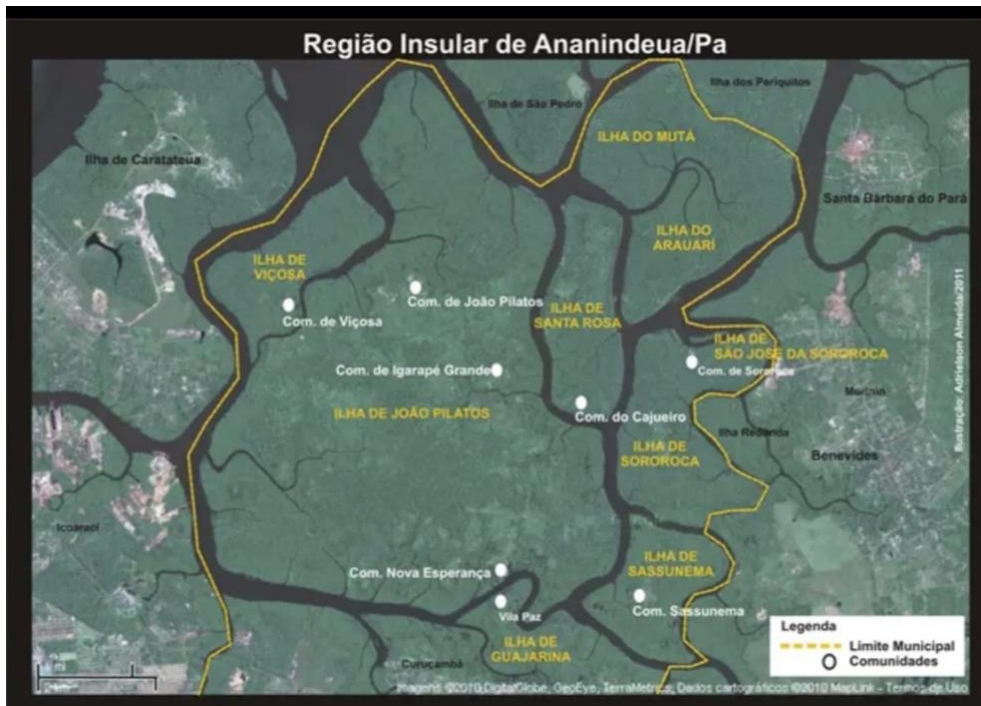 Região Insular de Ananindeua/Pa
Ilha dos Periquitos
Ilha de São Pedro
ILHA DO MUTÁ
Ilha de Caratateua
Santa Bárbara do Pará
ILHA DO
ARAUARÍ
ILHA DE
VIÇOSA
Com. de João Pilatos
Com. de Viçosa
ILHA DE
SANTA ROSA
ILHA DE
SÃO JOSÉ DA SOROROCA
Com. de Sororoca
Com. de Igarapé Grande
ILHA DE JOÃO PILATOS
Com. do Cajueiro
Murinin
Ilha Redonda
ILHA DE
SOROROCA
Benevides
Icoaraci
ILHA DE
SASSUNEMA
Com. Nova Esperança
Com. Sassunema
Vila Paz
ILHA DE
GUAJARINA
Curuçambá
Legenda
Limite Municipal
Comunidades
Imagens ©2010 DigitalGlobe, GeoEye, TerraMetrics, Dados cartográficos ©2010 MapLink - Termos de Uso
Ilustração: Adrielson Almeida/2011